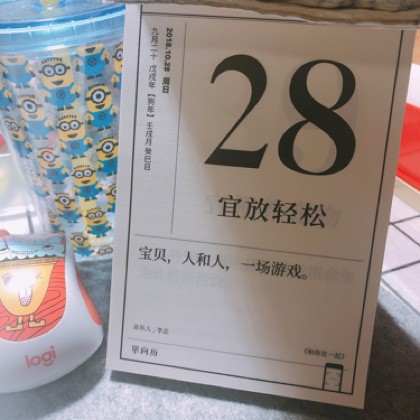 2018.10.28 周日
九月二十 戊戌年【狗年】壬戌月 癸巳日
28
宜放轻松
宝贝，人和人，一场游戏。
音乐人：李志
单向历
《和你在一起》
logi